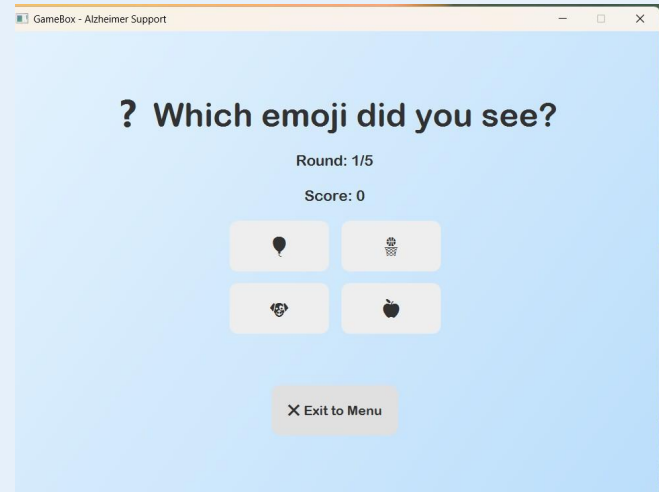 GameBox - Alzheimer Support
? Which emoji did you see?
Round: 1/5
Score: 0
Exit to Menu